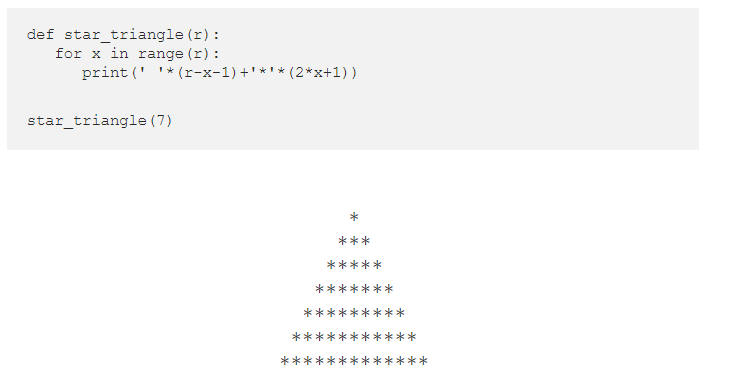 def star_triangle(r):
   for x in range(r):
      print(' '*(r-x-1)+'*'*(2*x+1))
star_triangle(7)
      *
     ***
    *****
   *******
  *********
 ***********
*************